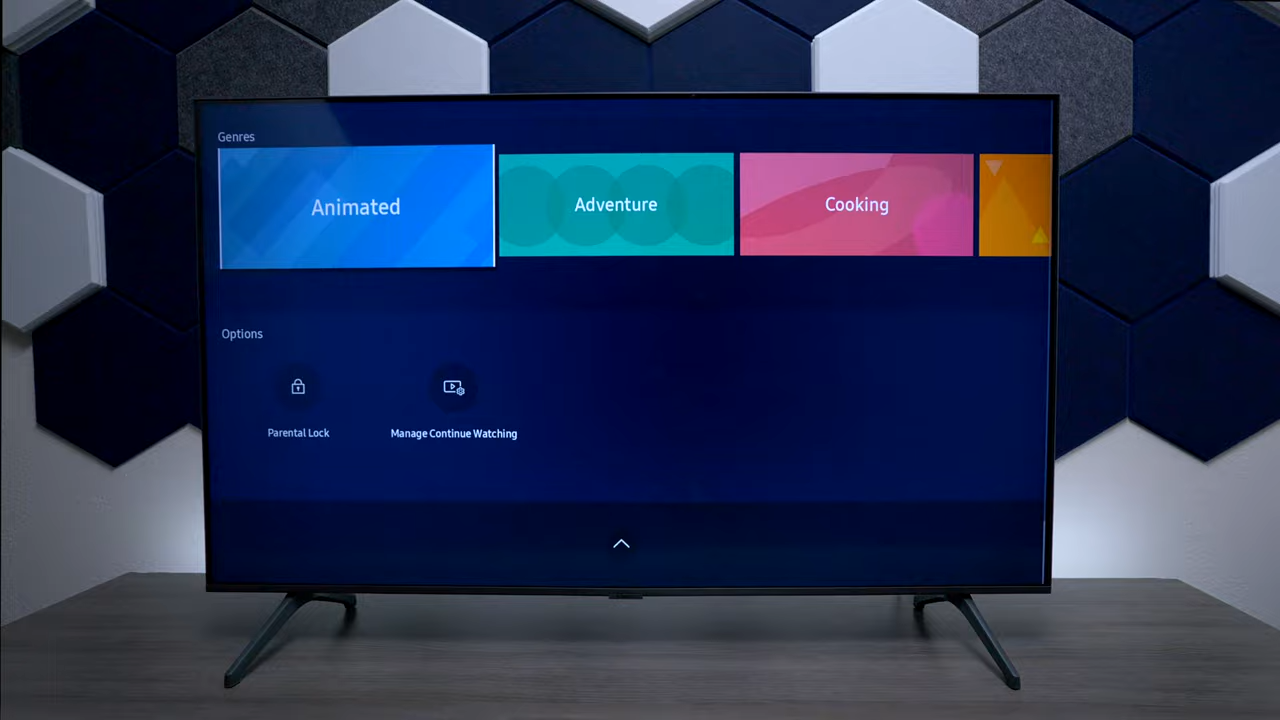 Genres
Animated
Adventure
Cooking
Options
Parental Lock
Manage Continue Watching